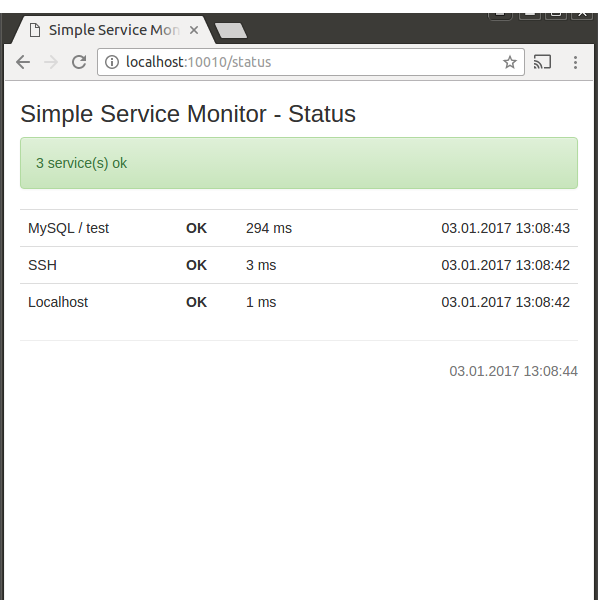 Simple Service Mon
localhost:10010/status
Simple Service Monitor - Status
3 service(s) ok
MySQL / test OK 294 ms 03.01.2017 13:08:43
SSH OK 3 ms 03.01.2017 13:08:42
Localhost OK 1 ms 03.01.2017 13:08:42
03.01.2017 13:08:44